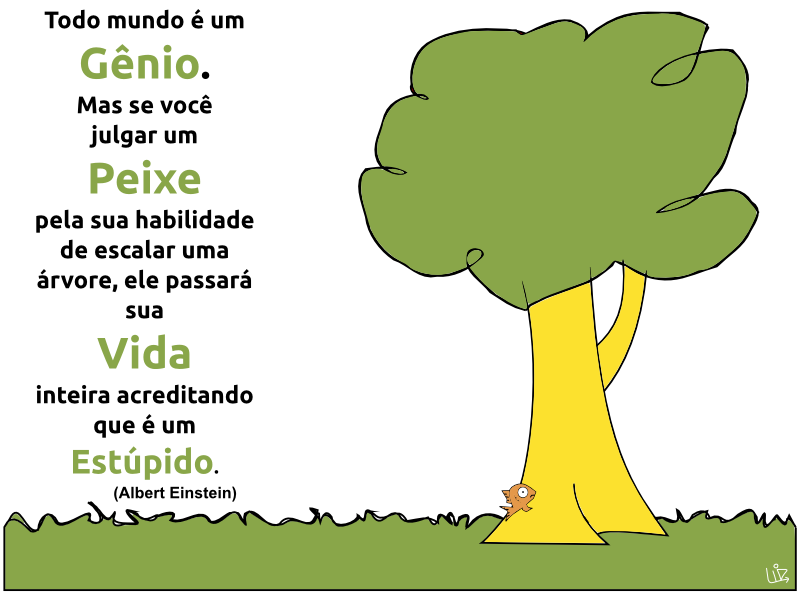 Todo mundo é um
Gênio.
Mas se você
julgar um
Peixe
pela sua habilidade
de escalar uma
árvore, ele passará
sua
Vida
inteira acreditando
que é um
Estúpido.
(Albert Einstein)